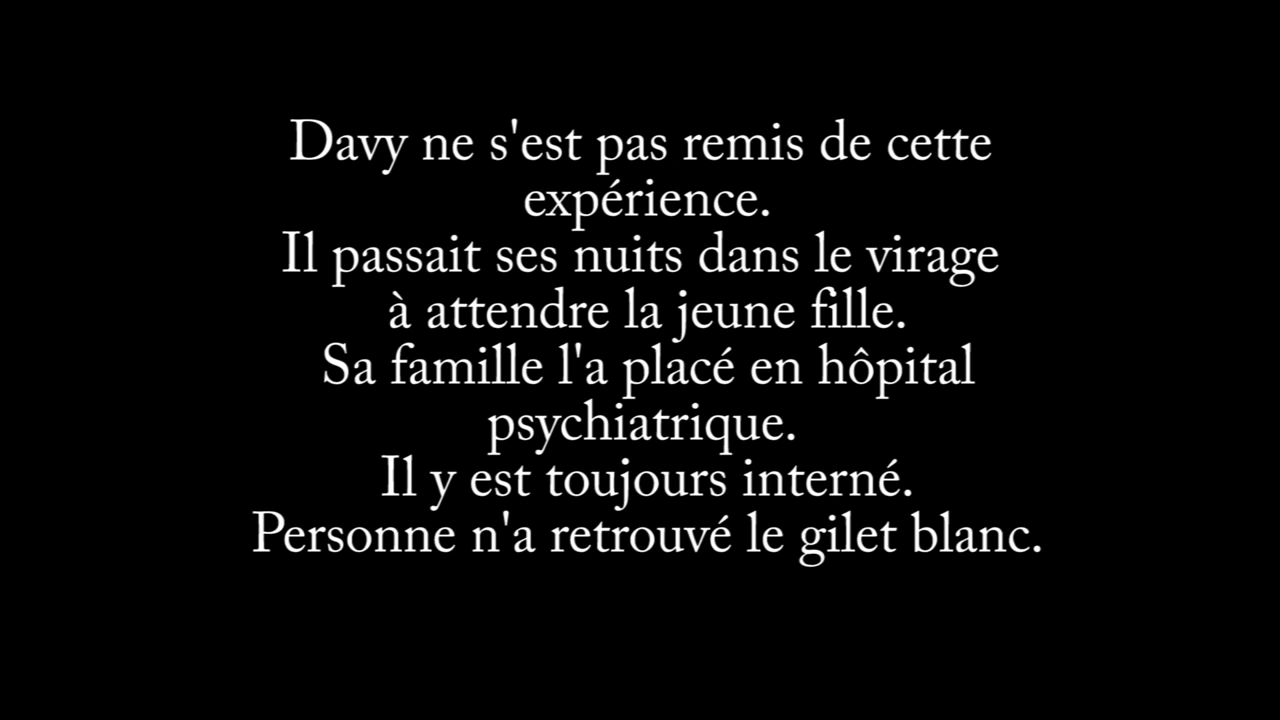 Davy ne s'est pas remis de cette
expérience.
Il passait ses nuits dans le virage
à attendre la jeune fille.
Sa famille l'a placé en hôpital
psychiatrique.
Il y est toujours interné.
Personne n'a retrouvé le gilet blanc.